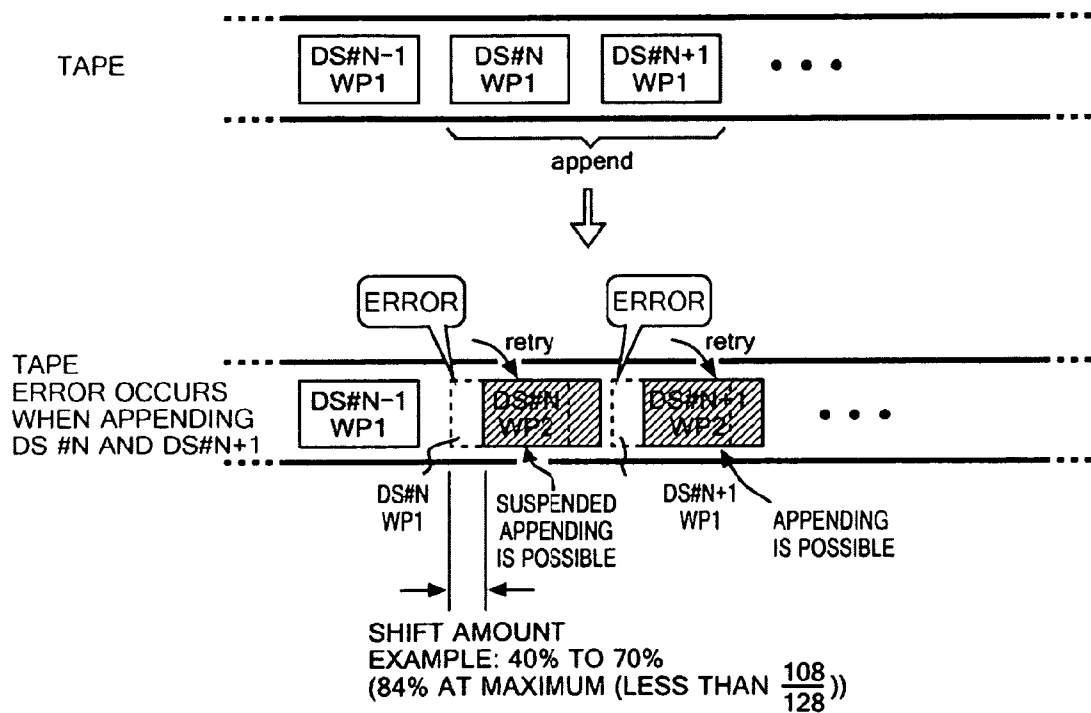 TAPE
DS#N-1
WP1
DS#N
WP1
DS#N+1
WP1
append
ERROR
ERROR
retry
retry
TAPE
ERROR OCCURS
WHEN APPENDING
DS #N AND DS#N+1
DS#N-1
WP1
DS#N
WP2
DS#N+1
WP2
DS#N
WP1
SUSPENDED
APPENDING
IS POSSIBLE
DS#N+1
WP1
APPENDING
IS POSSIBLE
SHIFT AMOUNT
EXAMPLE: 40% TO 70%
(84% AT MAXIMUM (LESS THAN 108/128))